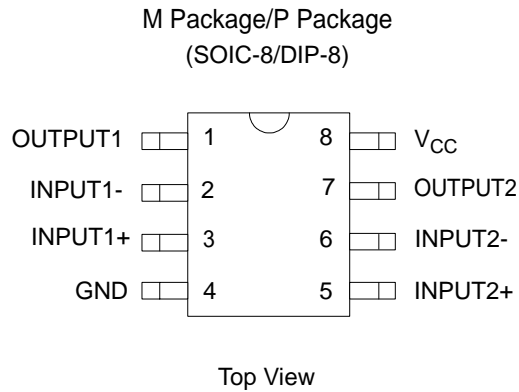 M Package/P Package
(SOIC-8/DIP-8)
OUTPUT1 1 8 VCC
INPUT1- 2 7 OUTPUT2
INPUT1+ 3 6 INPUT2-
GND 4 5 INPUT2+
Top View